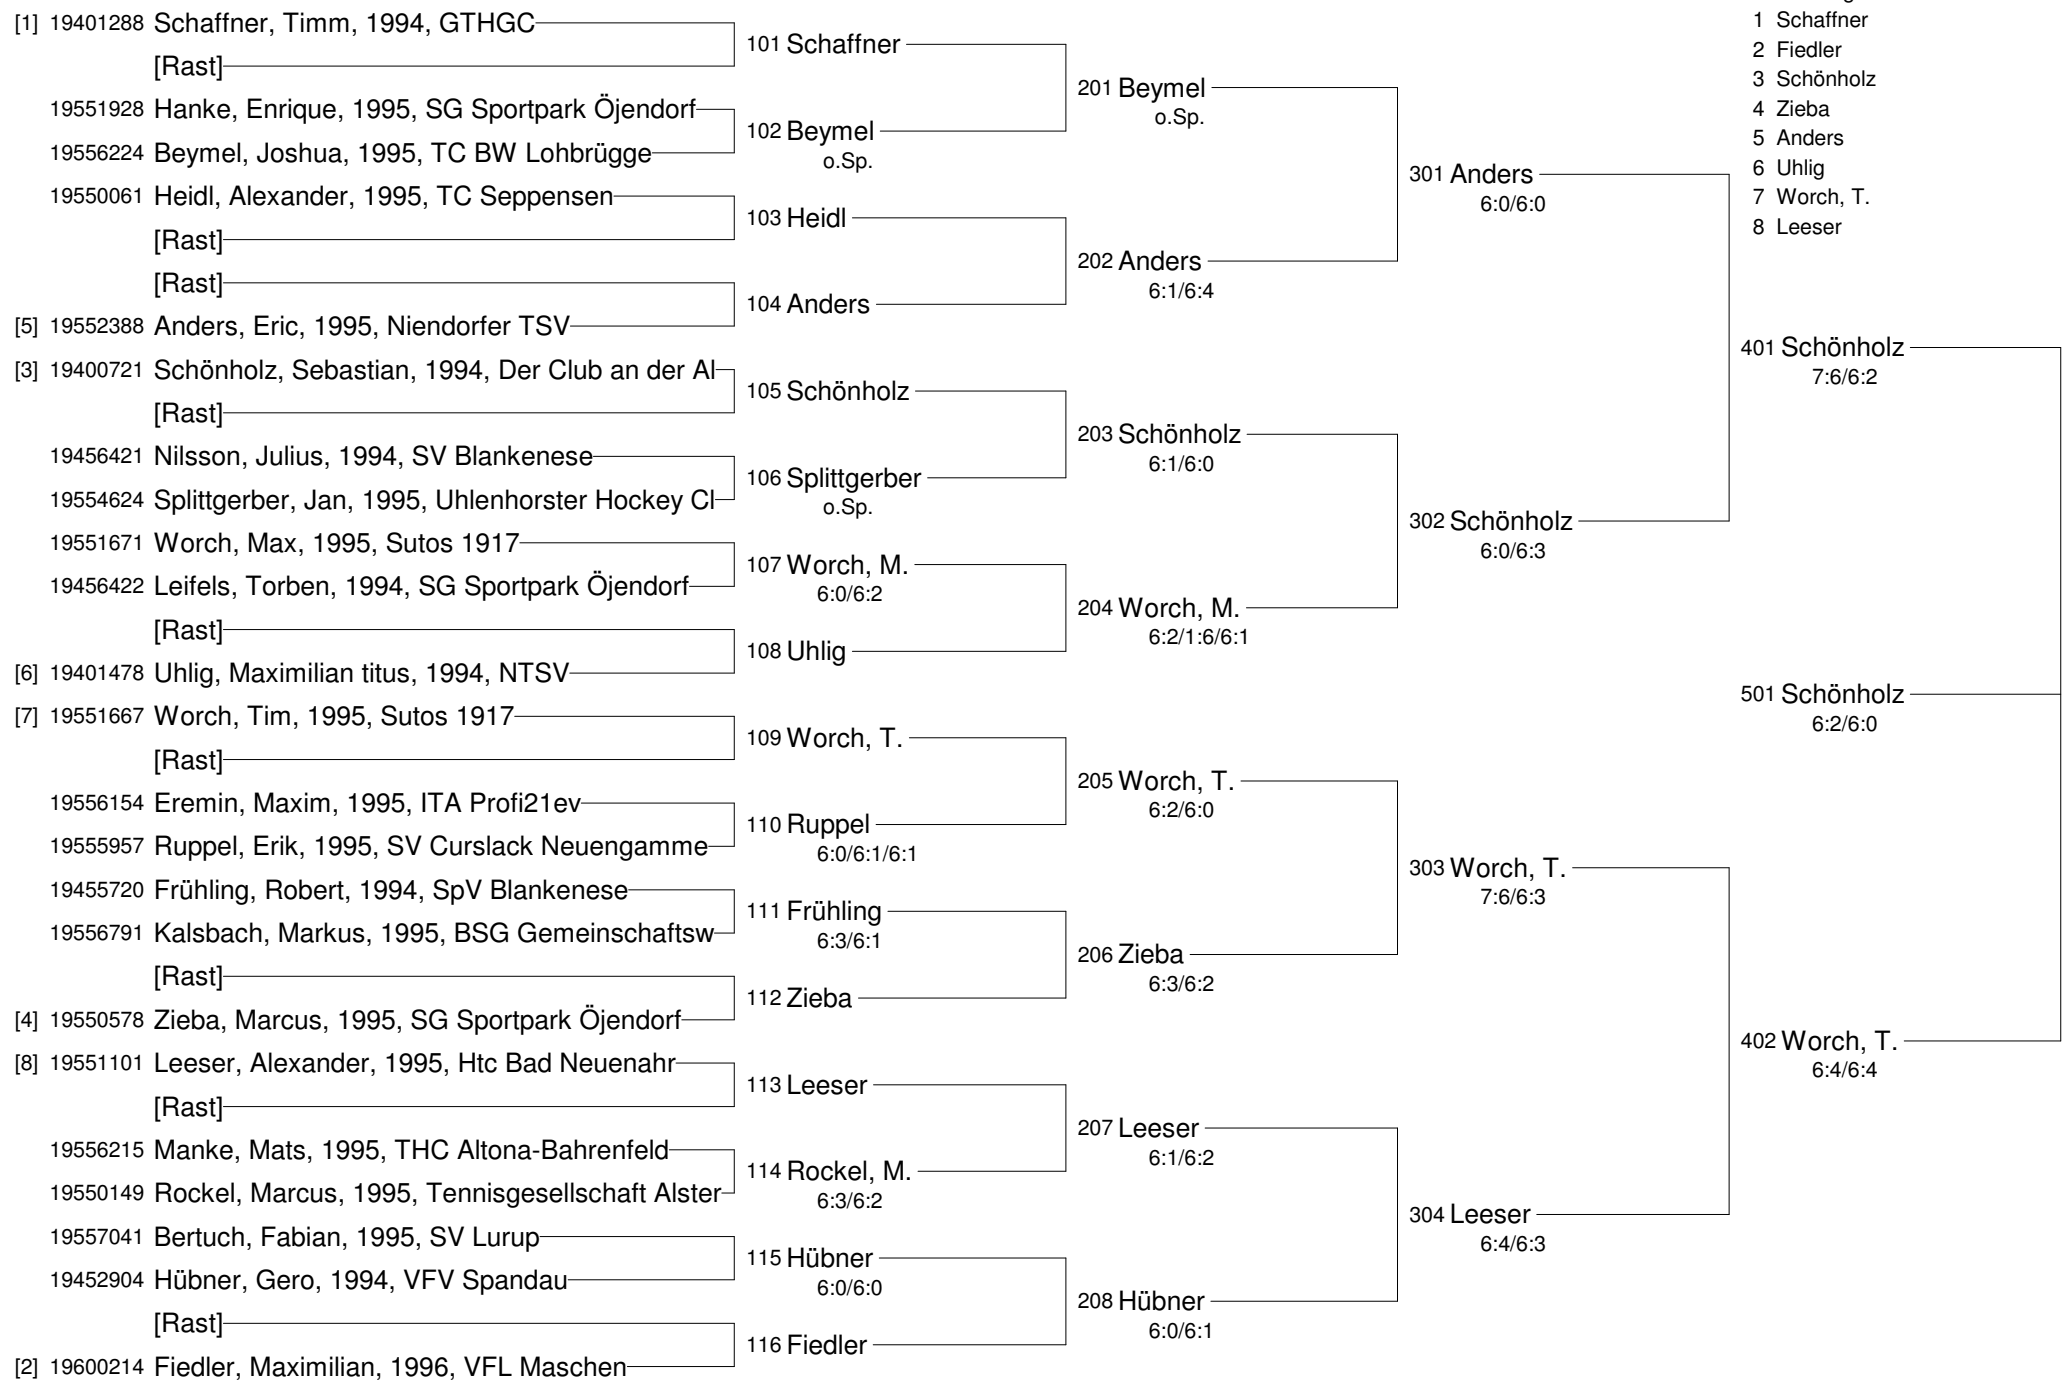 [1] 19401288 Schaffner, Timm, 1994, GTHGC
[Rast]
19551928 Hanke, Enrique, 1995, SG Sportpark Öjendorf
19556224 Beymel, Joshua, 1995, TC BW Lohbrügge
19550061 Heidl, Alexander, 1995, TC Seppensen
[Rast]
[Rast]
[5] 19552388 Anders, Eric, 1995, Niendorfer TSV
[3] 19400721 Schönholz, Sebastian, 1994, Der Club an der Al
[Rast]
19456421 Nilsson, Julius, 1994, SV Blankenese
19554624 Splittgerber, Jan, 1995, Uhlenhorster Hockey Cl
19551671 Worch, Max, 1995, Sutos 1917
19456422 Leifels, Torben, 1994, SG Sportpark Öjendorf
[Rast]
[6] 19401478 Uhlig, Maximilian titus, 1994, NTSV
[7] 19551667 Worch, Tim, 1995, Sutos 1917
[Rast]
19556154 Eremin, Maxim, 1995, ITA Profi21ev
19555957 Ruppel, Erik, 1995, SV Curslack Neuengamme
19455720 Frühling, Robert, 1994, SpV Blankenese
19556791 Kalsbach, Markus, 1995, BSG Gemeinschaftsw
[Rast]
[4] 19550578 Zieba, Marcus, 1995, SG Sportpark Öjendorf
[8] 19551101 Leeser, Alexander, 1995, Htc Bad Neuenahr
[Rast]
19556215 Manke, Mats, 1995, THC Altona-Bahrenfeld
19550149 Rockel, Marcus, 1995, Tennisgesellschaft Alster
19557041 Bertuch, Fabian, 1995, SV Lurup
19452904 Hübner, Gero, 1994, VFV Spandau
[Rast]
[2] 19600214 Fiedler, Maximilian, 1996, VFL Maschen
101 Schaffner
102 Beymel
o.Sp.
103 Heidl
104 Anders
105 Schönholz
106 Splittgerber
o.Sp.
107 Worch, M.
6:0/6:2
108 Uhlig
109 Worch, T.
110 Ruppel
6:0/6:1/6:1
111 Frühling
6:3/6:1
112 Zieba
113 Leeser
114 Rockel, M.
6:3/6:2
115 Hübner
6:0/6:0
116 Fiedler
201 Beymel
o.Sp.
202 Anders
6:1/6:4
203 Schönholz
6:1/6:0
204 Worch, M.
6:2/1:6/6:1
205 Worch, T.
6:2/6:0
206 Zieba
6:3/6:2
207 Leeser
6:1/6:2
208 Hübner
6:0/6:1
301 Anders
6:0/6:0
302 Schönholz
6:0/6:3
303 Worch, T.
7:6/6:3
304 Leeser
6:4/6:3
1 Schaffner
2 Fiedler
3 Schönholz
4 Zieba
5 Anders
6 Uhlig
7 Worch, T.
8 Leeser
401 Schönholz
7:6/6:2
501 Schönholz
6:2/6:0
402 Worch, T.
6:4/6:4